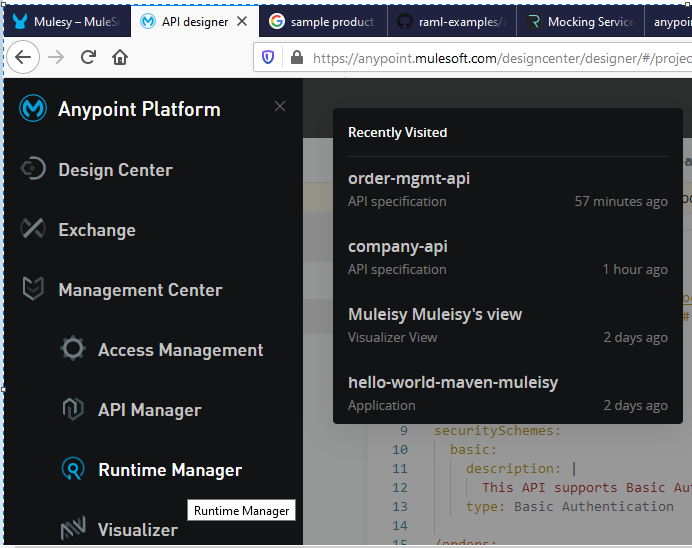 Mulesy – MuleSo
API designer
sample product
raml-examples/
Mocking Service
anypoi
https://anypoint.mulesoft.com/designcenter/designer/#/projec
Anypoint Platform
Design Center
Exchange
Management Center
Access Management
API Manager
Runtime Manager
Runtime Manager
Visualizer
Recently Visited
order-mgmt-api
API specification
57 minutes ago
company-api
API specification
1 hour ago
Muleisy Muleisy's view
Visualizer View
2 days ago
hello-world-maven-muleisy
Application
2 days ago
9 securitySchemes:
10 basic:
11 description: |
12 This API supports Basic Aut
13 type: Basic Authentication
14
15 /orders: